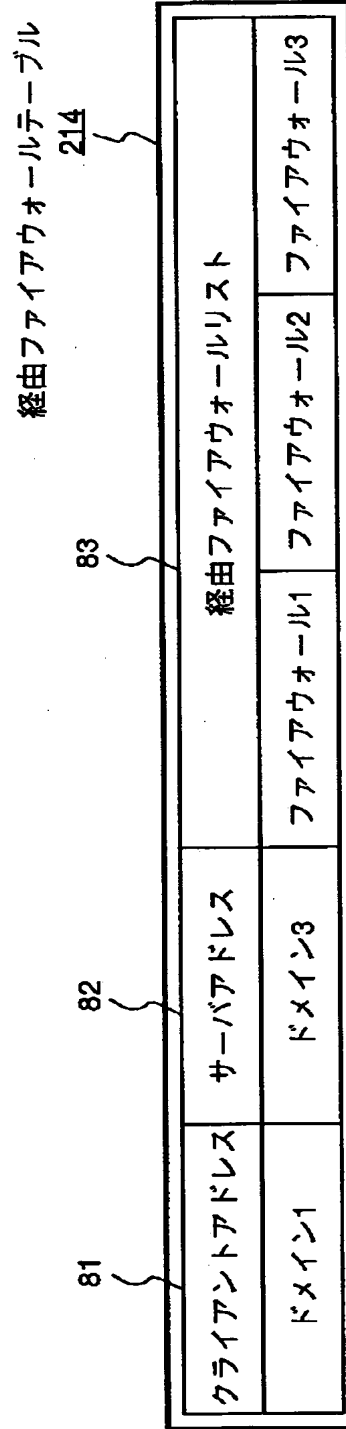 経由ファイアウォールテーブル
214
81
82
83
クライアントアドレス
サーバアドレス
経由ファイアウォールリスト
ドメイン1
ドメイン3
ファイアウォール1
ファイアウォール2
ファイアウォール3